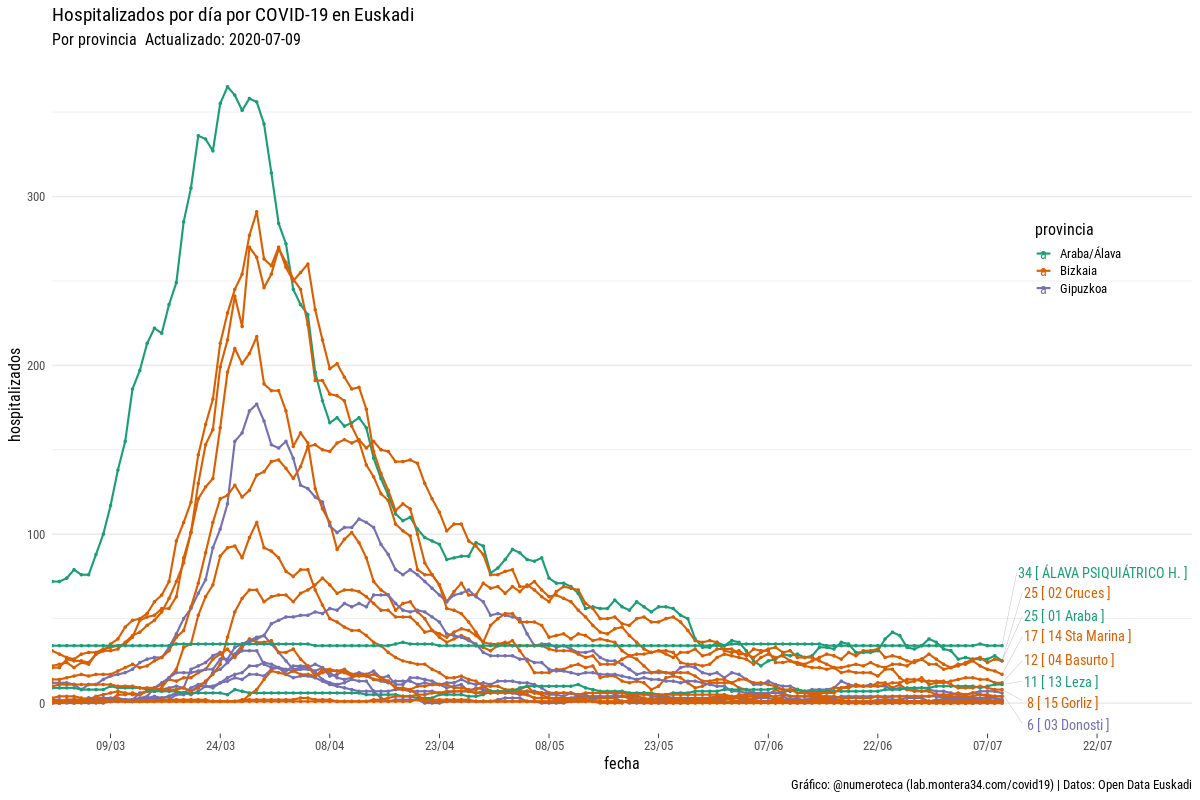 Hospitalizados por día por COVID-19 en Euskadi
Por provincia  Actualizado: 2020-07-09
hospitalizados
300
200
100
0
provincia
Araba/Álava
Bizkaia
Gipuzkoa
34 [ ÁLAVA PSIQUIÁTRICO H. ]
25 [ 02 Cruces ]
25 [ 01 Araba ]
17 [ 14 Sta Marina ]
12 [ 04 Basurto ]
11 [ 13 Leza ]
8 [ 15 Gorliz ]
6 [ 03 Donosti ]
09/03 24/03 08/04 23/04 08/05 23/05 07/06 22/06 07/07 22/07
fecha
Gráfico: @numeroteca (lab.montera34.com/covid19) | Datos: Open Data Euskadi